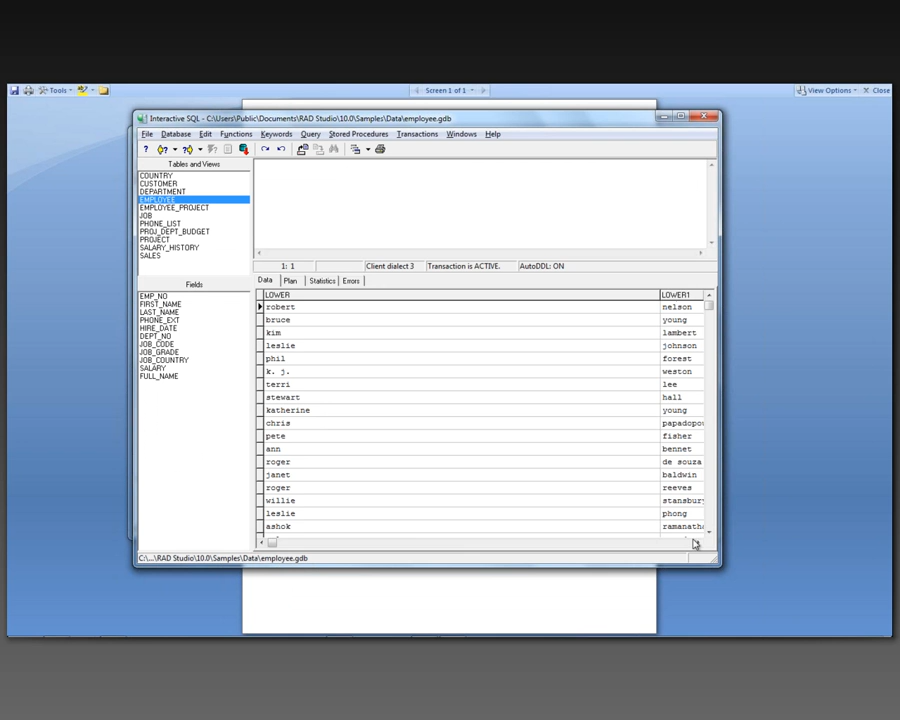 Tools
Screen 1 of 1
View Options
Close
Interactive SQL - C:\Users\Public\Documents\RAD Studio\10.0\Samples\Data\employee.gdb
File Database Edit Functions Keywords Query Stored Procedures Transactions Windows Help
Tables and Views
COUNTRY
CUSTOMER
DEPARTMENT
EMPLOYEE
EMPLOYEE_PROJECT
JOB
PHONE_LIST
PROJ_DEPT_BUDGET
PROJECT
SALARY_HISTORY
SALES
1: 1 Client dialect 3 Transaction is ACTIVE. AutoDDL: ON
Fields
EMP_NO
FIRST_NAME
LAST_NAME
PHONE_EXT
HIRE_DATE
DEPT_NO
JOB_CODE
JOB_GRADE
JOB_COUNTRY
SALARY
FULL_NAME
Data Plan Statistics Errors
LOWER LOWER1
robert nelson
bruce young
kim lambert
leslie johnson
phil forest
k. j. weston
terri lee
stewart hall
katherine young
chris papadopou
pete fisher
ann bennet
roger de souza
janet baldwin
roger reeves
willie stansbury
leslie phong
ashok ramanatha
C:\...\RAD Studio\10.0\Samples\Data\employee.gdb